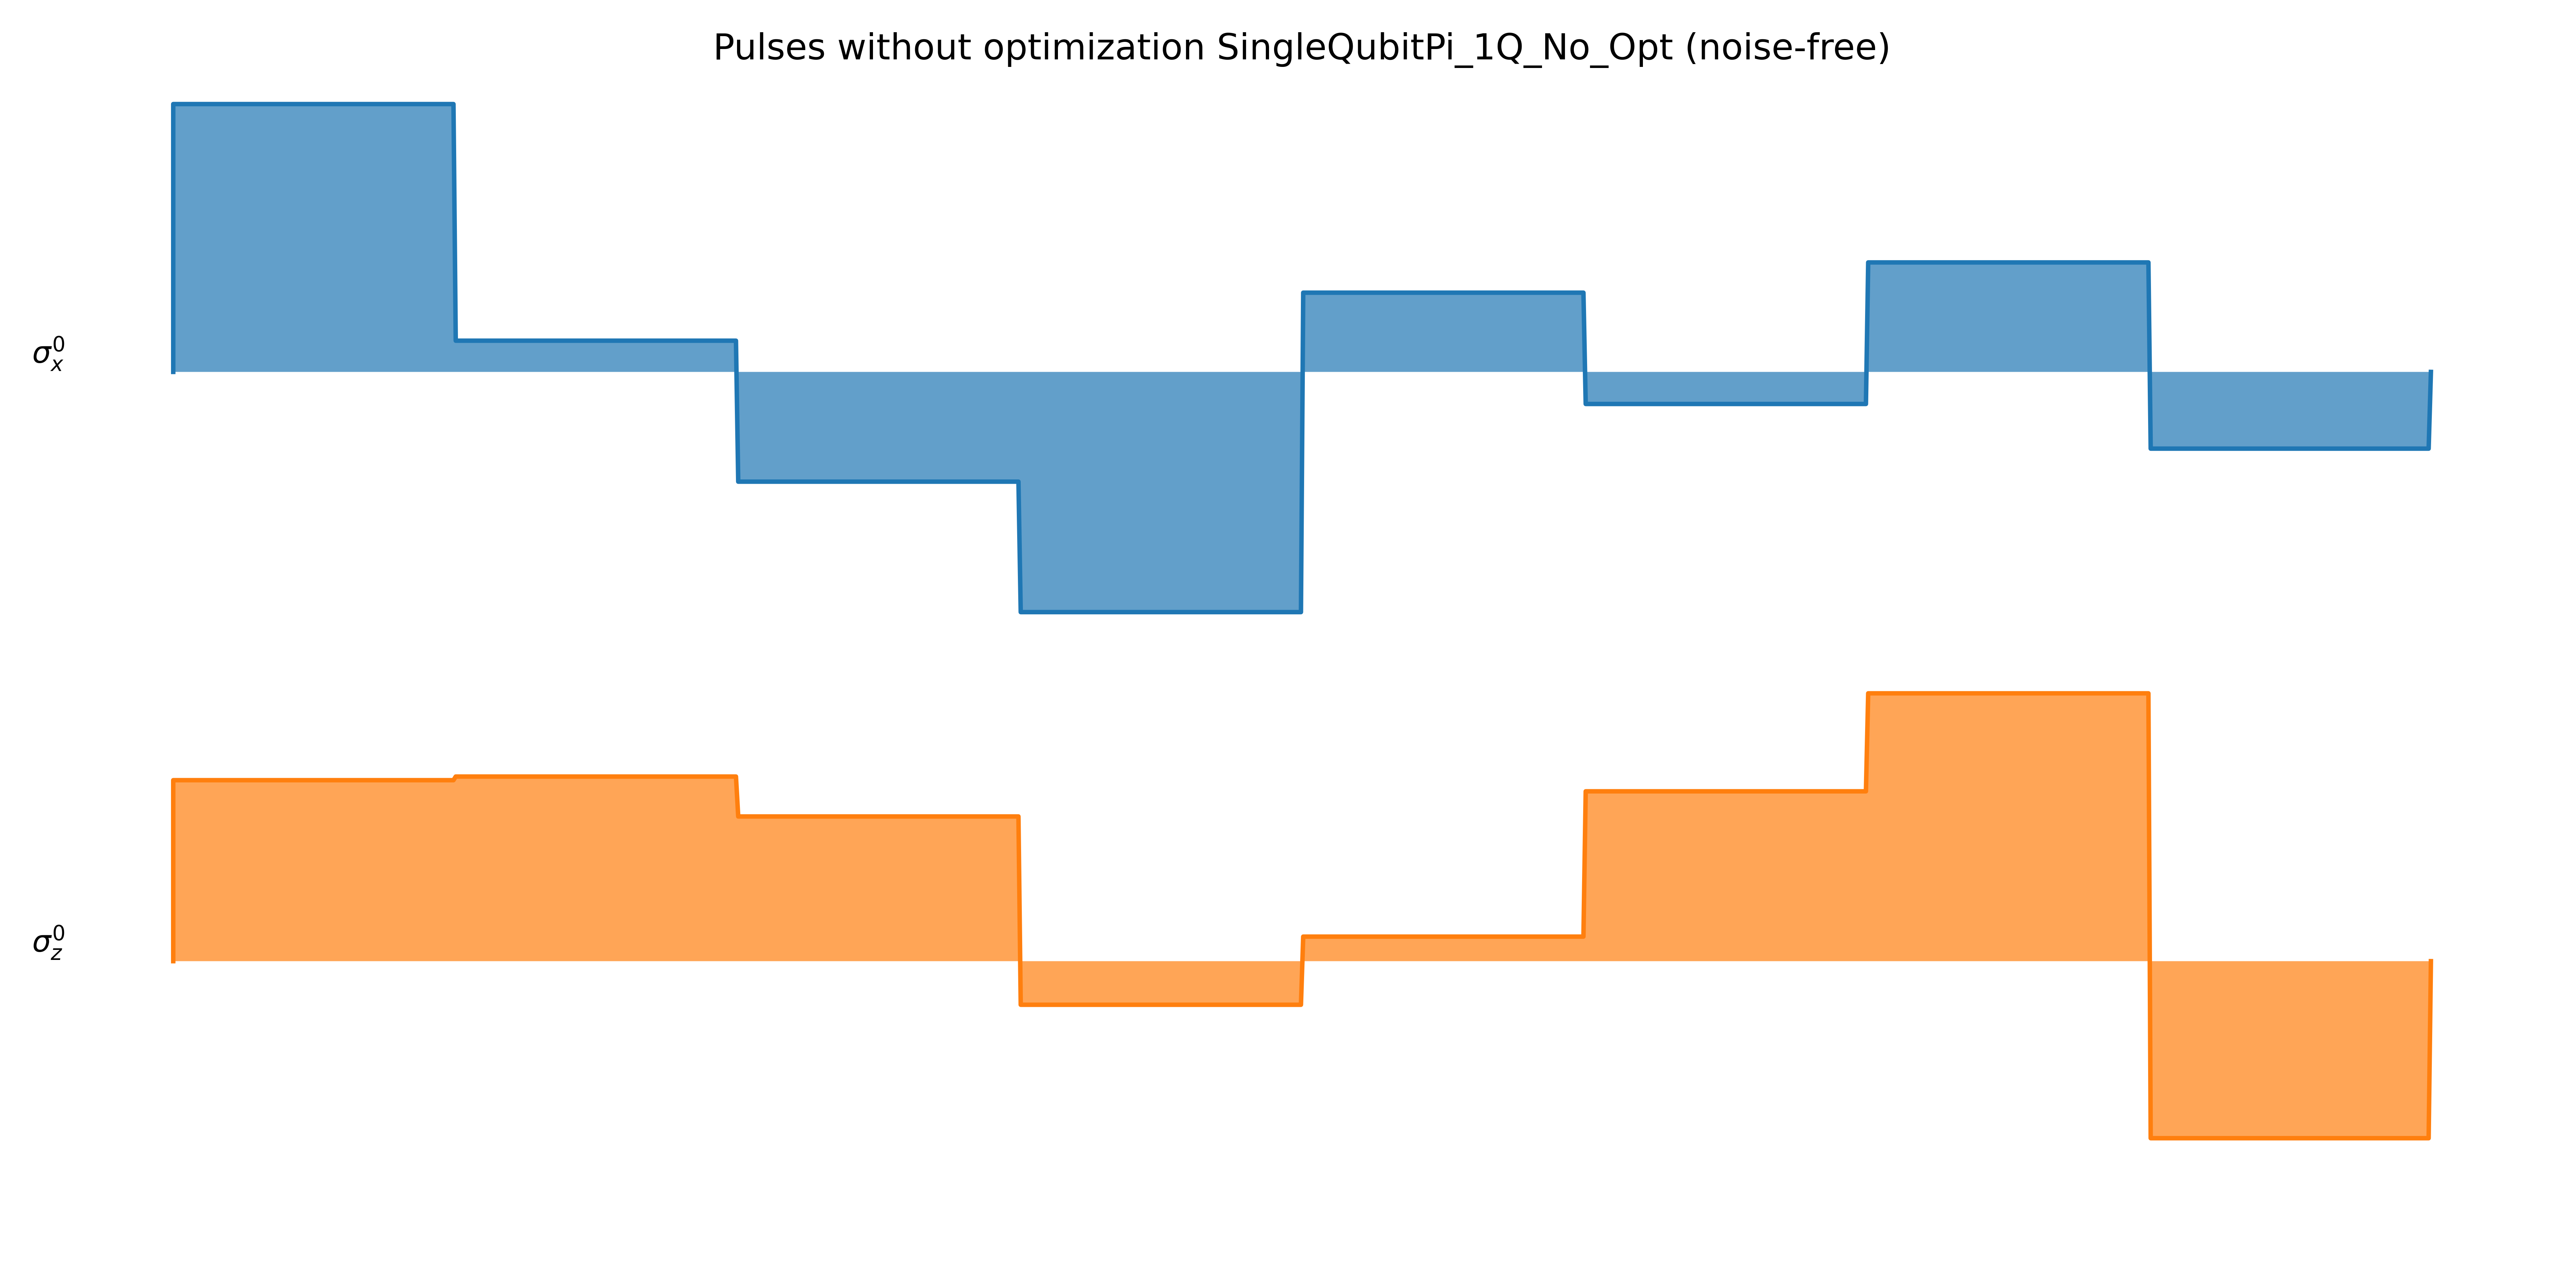 Pulses without optimization SingleQubitPi_1Q_No_Opt (noise-free)
σ_x^0
σ_z^0